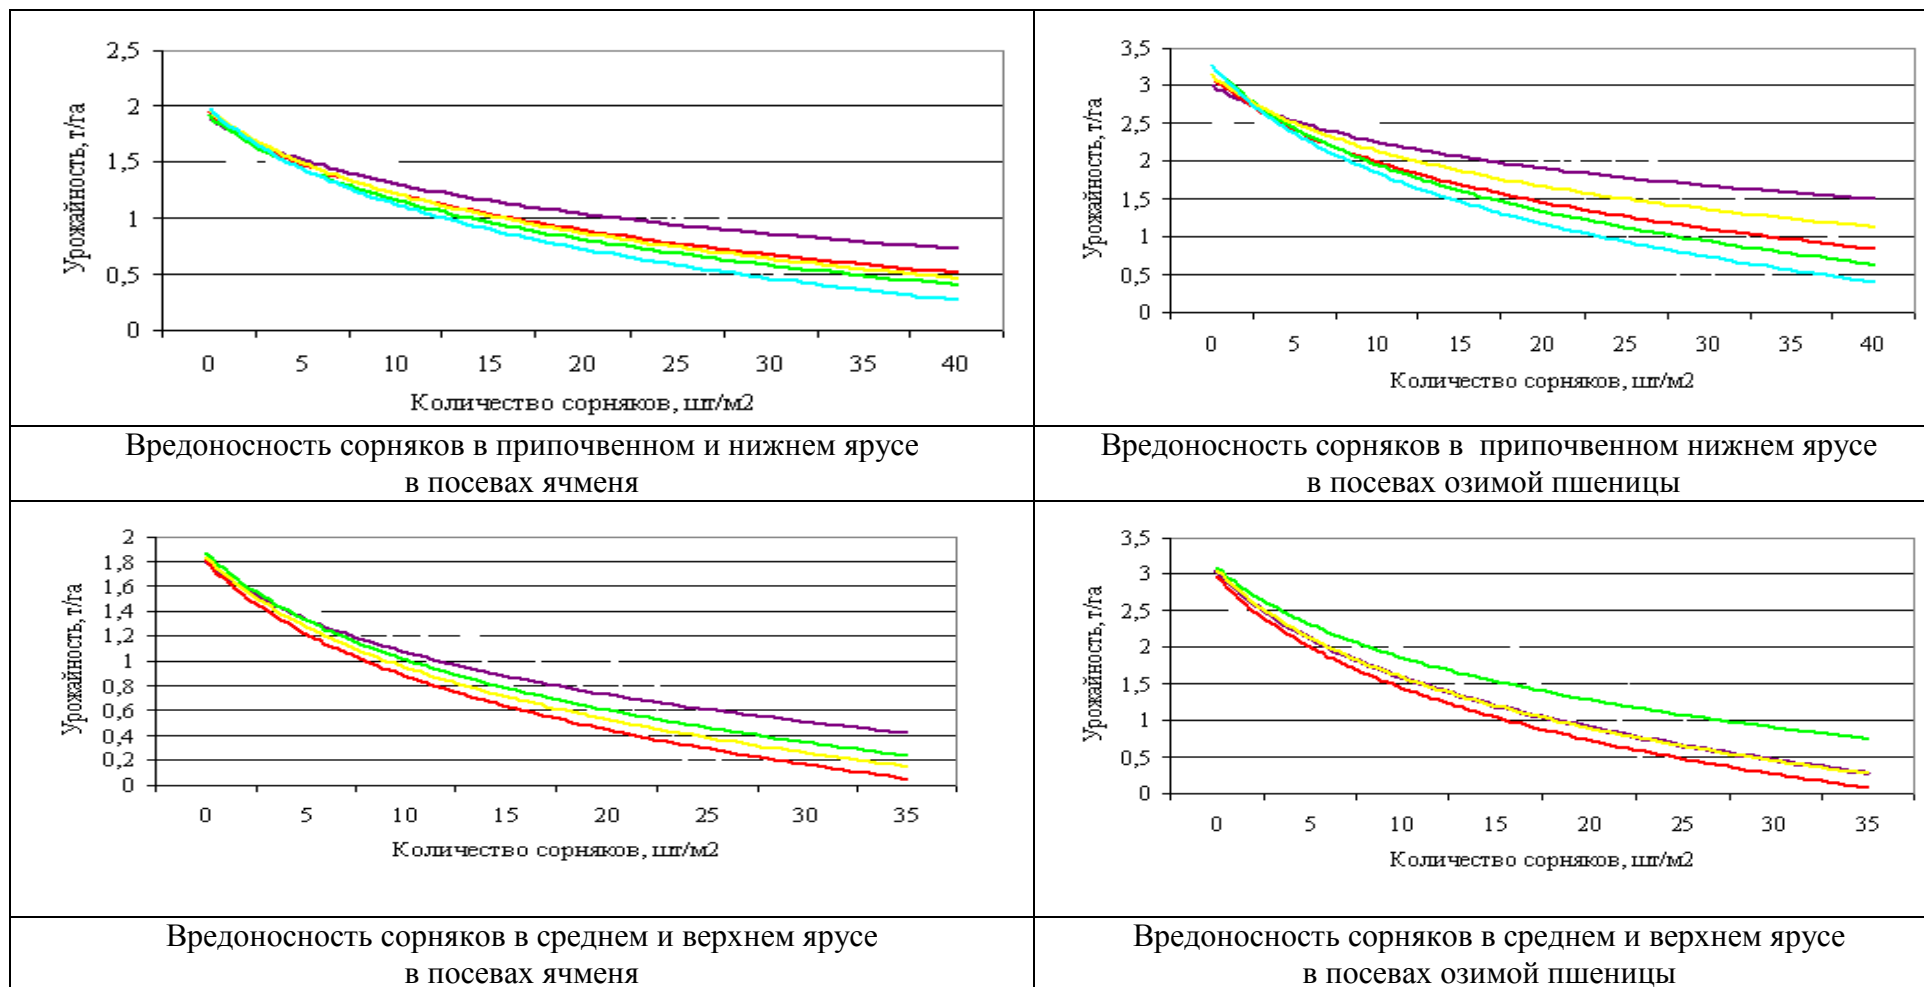 2,5
2
1,5
1
0,5
0
Урожайность, т/га
0 5 10 15 20 25 30 35 40
Количество сорняков, шт/м2
Вредоносность сорняков в припочвенном и нижнем ярусе
в посевах ячменя
3,5
3
2,5
2
1,5
1
0,5
0
Урожайность, т/га
0 5 10 15 20 25 30 35 40
Количество сорняков, шт/м2
Вредоносность сорняков в припочвенном нижнем ярусе
в посевах озимой пшеницы
2
1,8
1,6
1,4
1,2
1
0,8
0,6
0,4
0,2
0
Урожайность, т/га
0 5 10 15 20 25 30 35
Количество сорняков, шт/м2
Вредоносность сорняков в среднем и верхнем ярусе
в посевах ячменя
3,5
3
2,5
2
1,5
1
0,5
0
Урожайность, т/га
0 5 10 15 20 25 30 35
Количество сорняков, шт/м2
Вредоносность сорняков в среднем и верхнем ярусе
в посевах озимой пшеницы